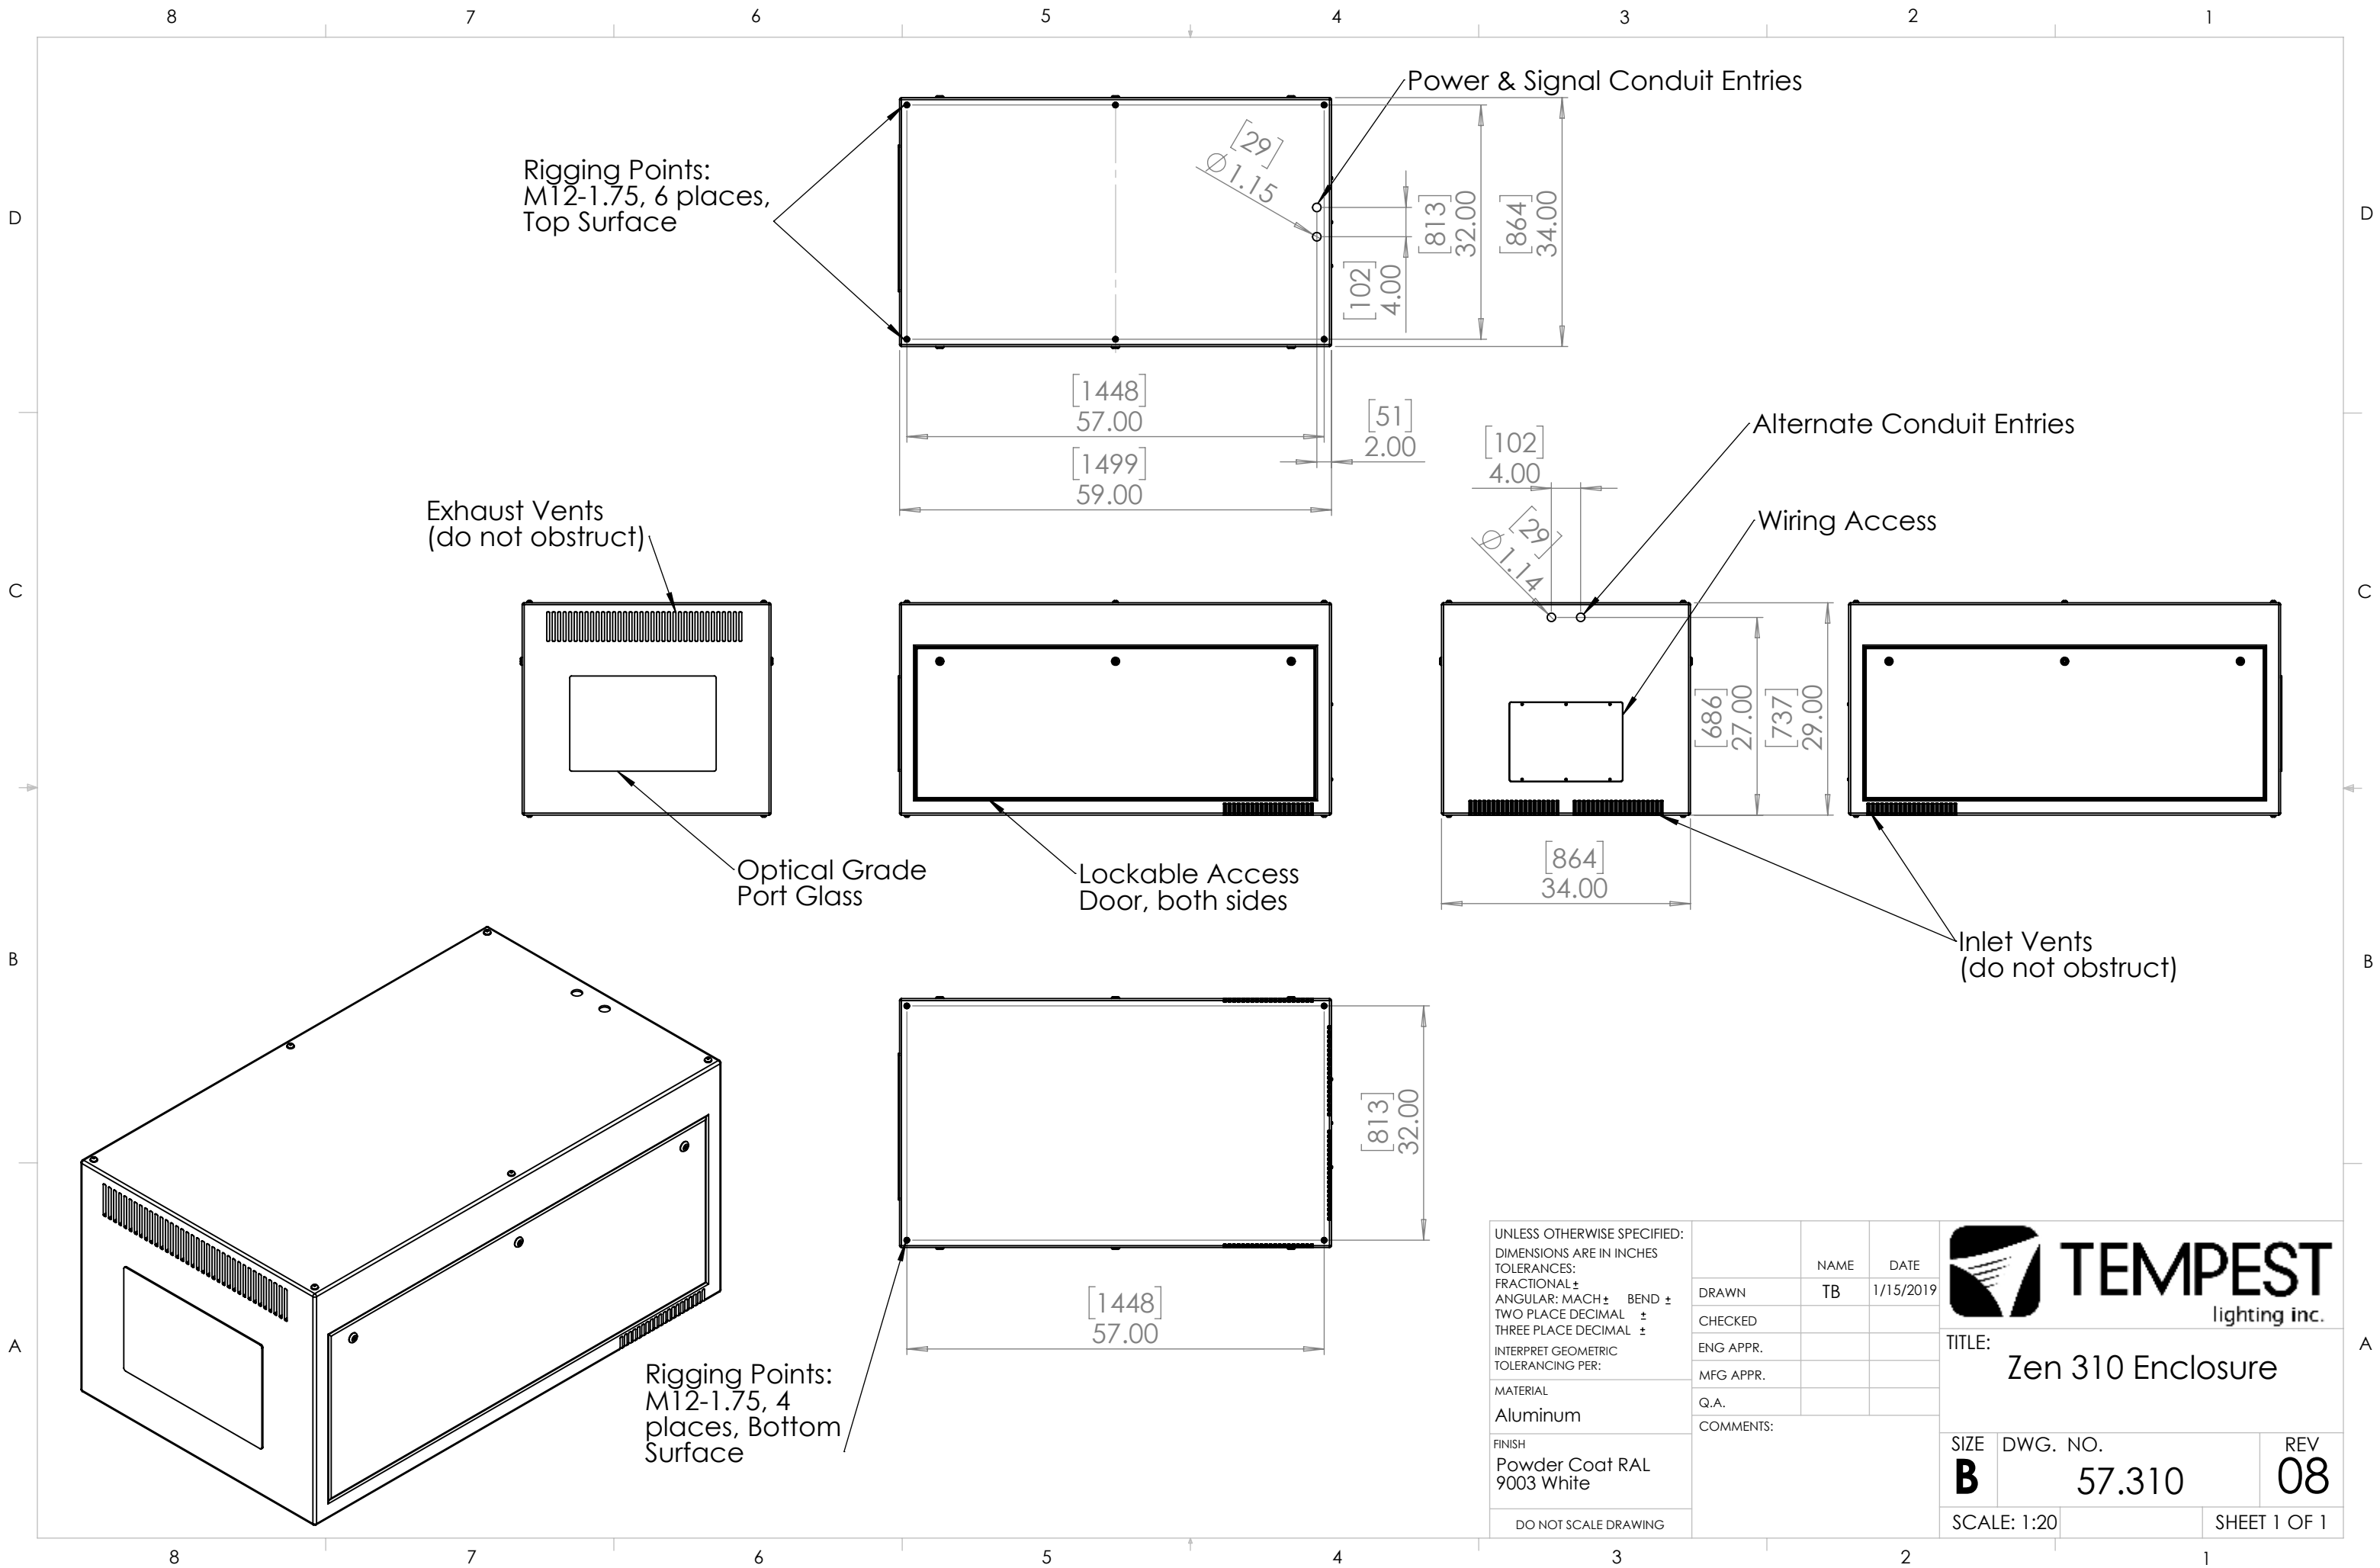 8 7 6 5 4 3 2 1
D
D
C
C
B
B
A
A
Power & Signal Conduit Entries
Rigging Points:
M12-1.75, 6 places,
Top Surface
[29]
∅1.15
[102]
4.00
[813]
32.00
[864]
34.00
[1448]
57.00
[1499]
59.00
[51]
2.00
Alternate Conduit Entries
[102]
4.00
[29]
∅1.14
Wiring Access
Exhaust Vents
(do not obstruct)
[686]
27.00
[737]
29.00
[864]
34.00
Optical Grade
Port Glass
Lockable Access
Door, both sides
Inlet Vents
(do not obstruct)
[813]
32.00
[1448]
57.00
Rigging Points:
M12-1.75, 4
places, Bottom
Surface
UNLESS OTHERWISE SPECIFIED:
DIMENSIONS ARE IN INCHES
TOLERANCES:
FRACTIONAL ±
ANGULAR: MACH ± BEND ±
TWO PLACE DECIMAL ±
THREE PLACE DECIMAL ±
INTERPRET GEOMETRIC
TOLERANCING PER:
MATERIAL
Aluminum
FINISH
Powder Coat RAL
9003 White
DO NOT SCALE DRAWING
NAME DATE
DRAWN TB 1/15/2019
CHECKED
ENG APPR.
MFG APPR.
Q.A.
COMMENTS:
TEMPEST
lighting inc.
TITLE:
Zen 310 Enclosure
SIZE DWG. NO. REV
B 57.310 08
SCALE: 1:20 SHEET 1 OF 1
8 7 6 5 4 3 2 1